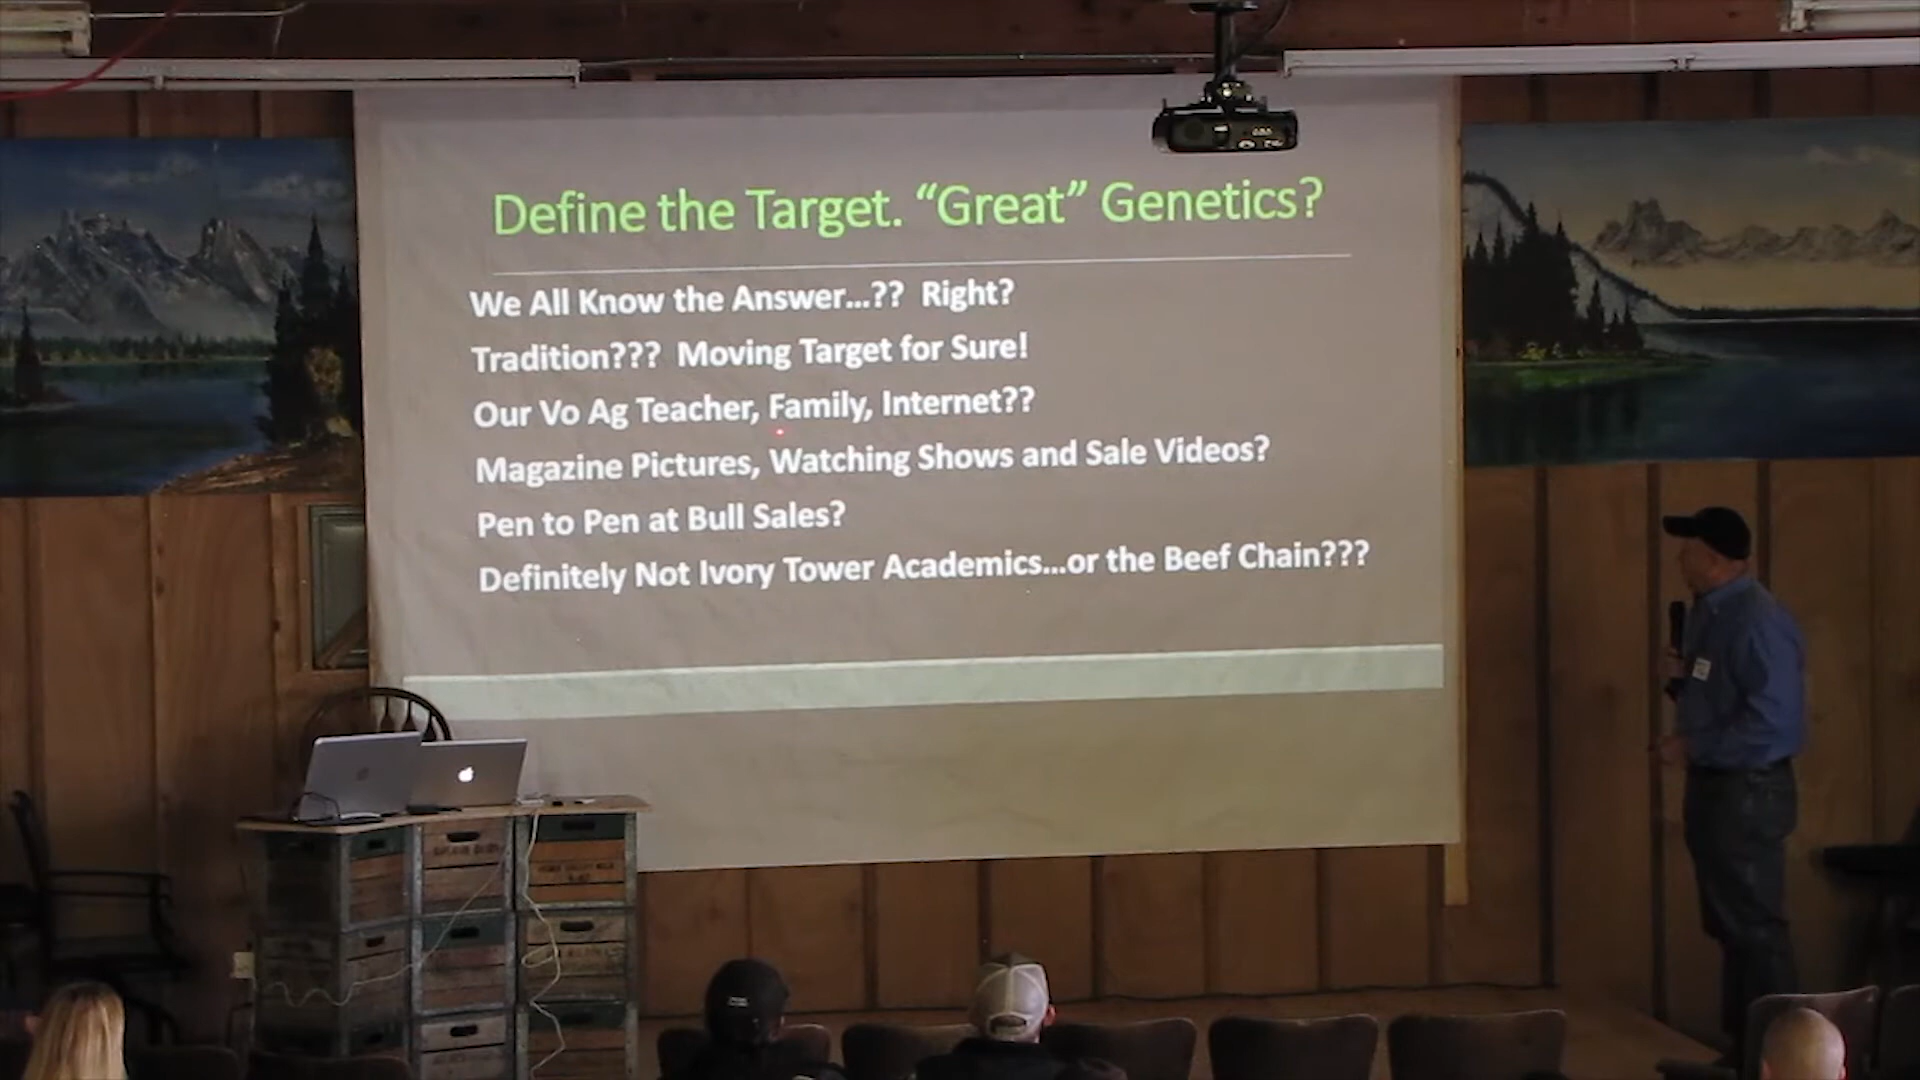 Define the Target. “Great” Genetics?
We All Know the Answer...?? Right?
Tradition??? Moving Target for Sure!
Our Vo Ag Teacher, Family, Internet??
Magazine Pictures, Watching Shows and Sale Videos?
Pen to Pen at Bull Sales?
Definitely Not Ivory Tower Academics...or the Beef Chain???